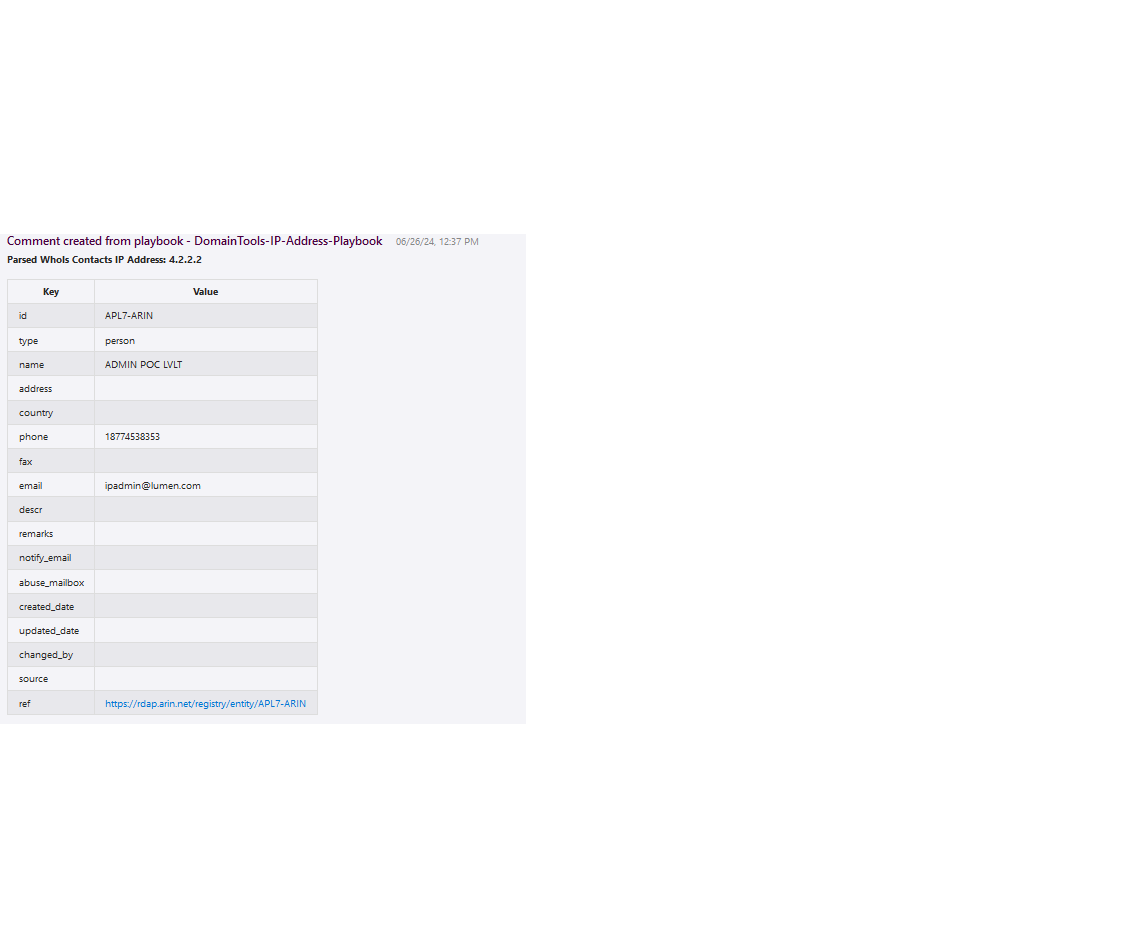 Comment created from playbook - DomainTools-IP-Address-Playbook 06/26/24, 12:37 PM
Parsed WhoIs Contacts IP Address: 4.2.2.2
Key Value
id APL7-ARIN
type person
name ADMIN POC LVLT
address
country
phone 18774538353
fax
email ipadmin@lumen.com
descr
remarks
notify_email
abuse_mailbox
created_date
updated_date
changed_by
source
ref https://rdap.arin.net/registry/entity/APL7-ARIN